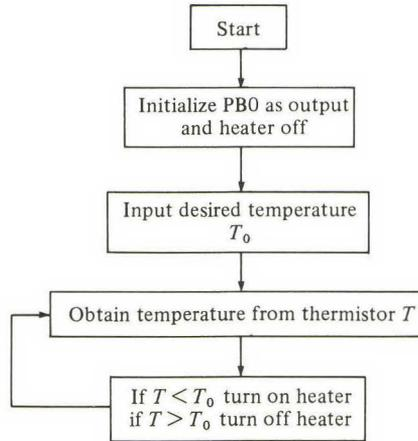 Start
Initialize PB0 as output
and heater off
Input desired temperature
T₀
Obtain temperature from thermistor T
If T < T₀ turn on heater
if T > T₀ turn off heater